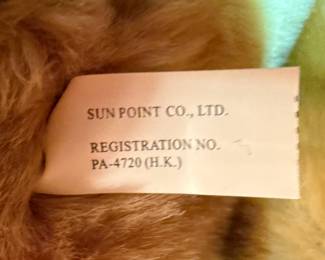 SUN POINT CO., LTD.
REGISTRATION NO.
PA-4720 (H.K.)